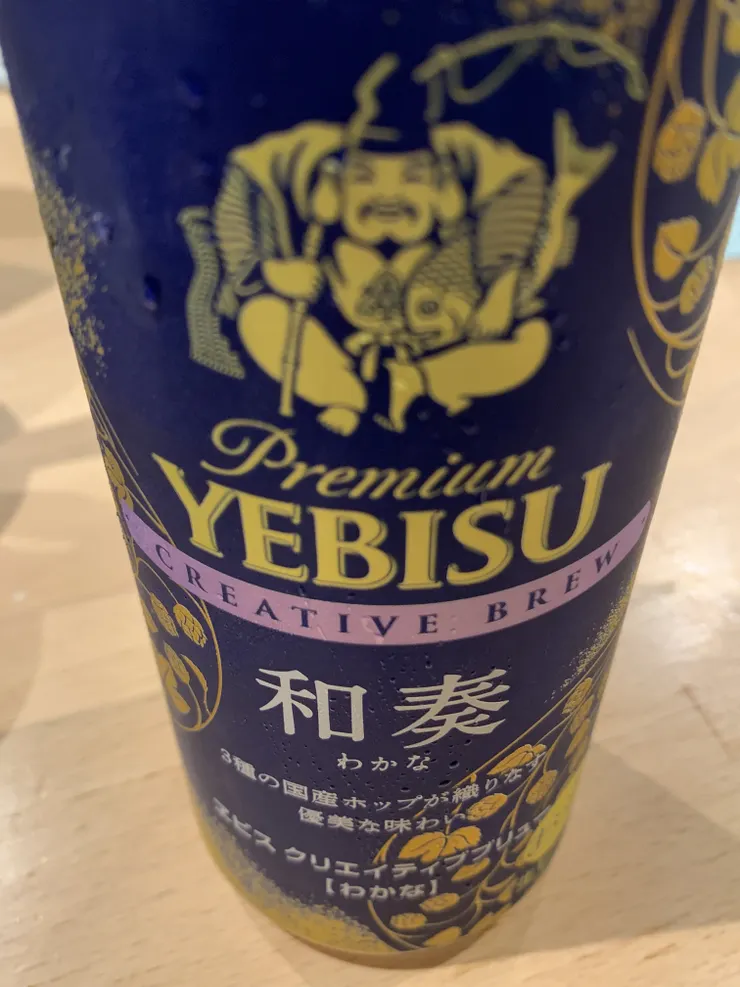 Premium
YEBISU
CREATIVE BREW
和奏
わかな
3種の国産ホップが織りなす
優美な味わい
ヱビス クリエイティブブリュー
【わかな】